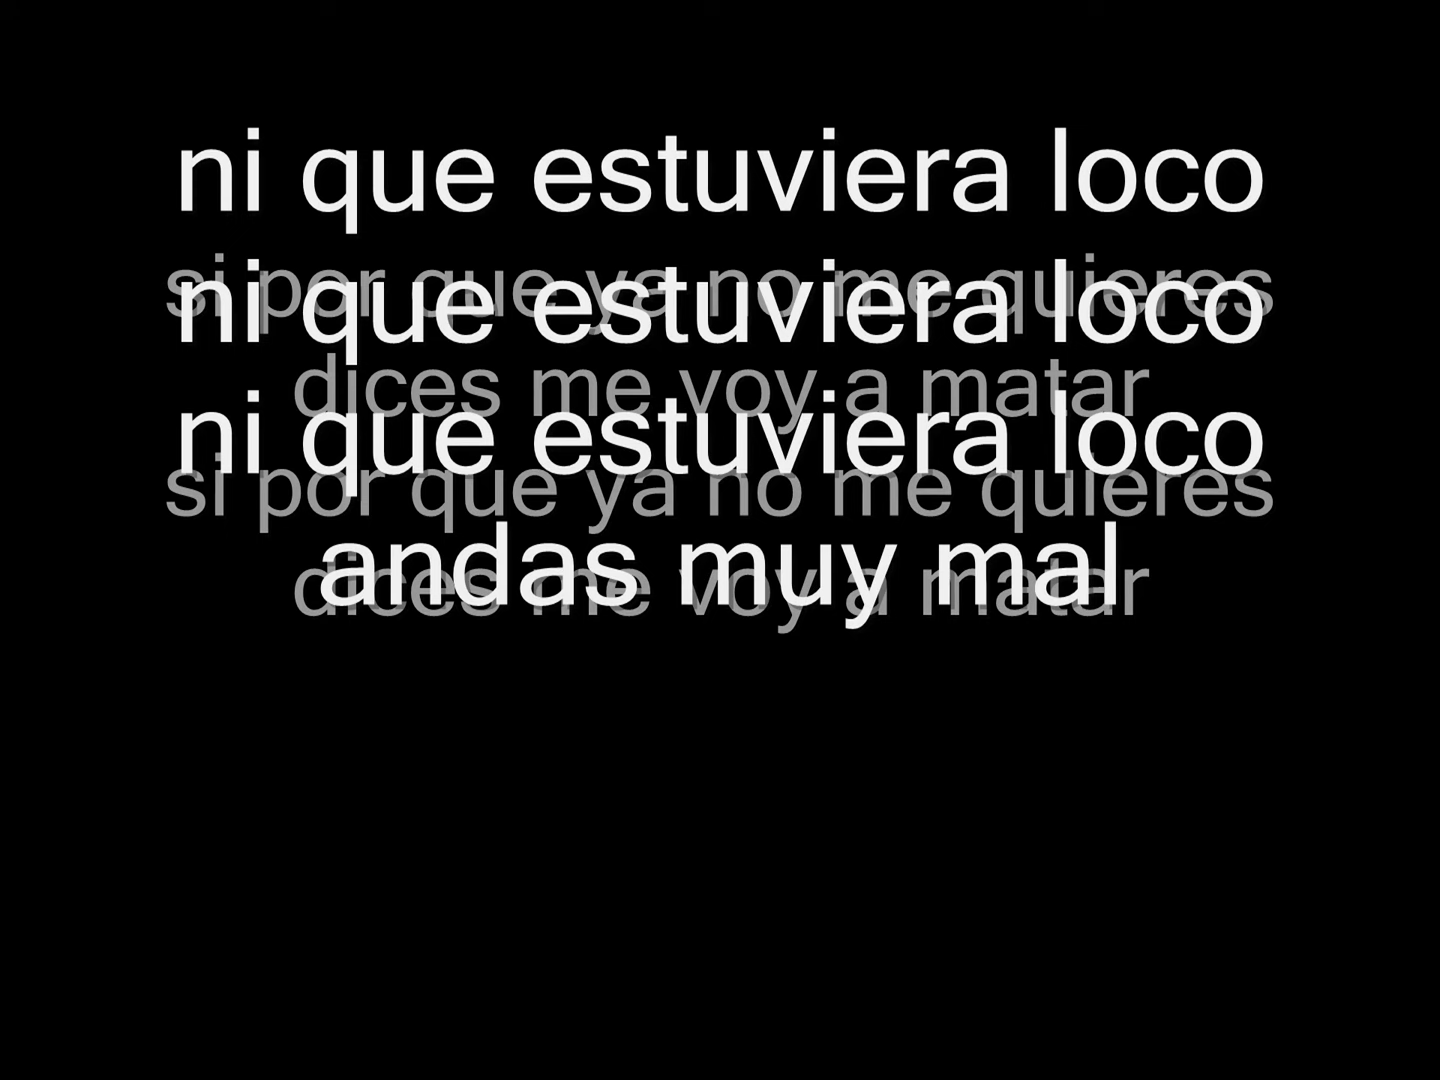 ni que estuviera loco
si por que ya no me quieres
ni que estuviera loco
dices me voy a matar
ni que estuviera loco
si por que ya no me quieres
andas muy mal
dices me voy a matar